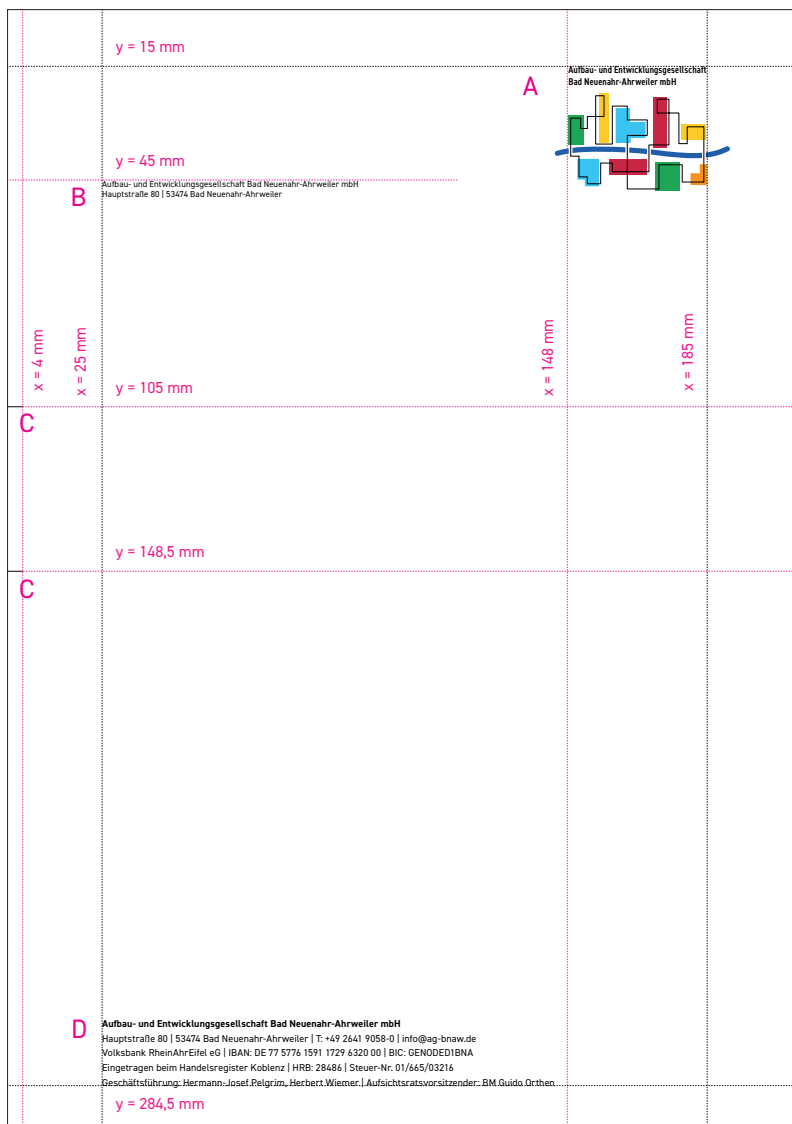 y = 15 mm
A
Aufbau- und Entwicklungsgesellschaft
Bad Neuenahr-Ahrweiler mbH
y = 45 mm
B
Aufbau- und Entwicklungsgesellschaft Bad Neuenahr-Ahrweiler mbH
Hauptstraße 80 | 53474 Bad Neuenahr-Ahrweiler
x = 4 mm
x = 25 mm
x = 148 mm
x = 185 mm
y = 105 mm
C
y = 148,5 mm
C
D
Aufbau- und Entwicklungsgesellschaft Bad Neuenahr-Ahrweiler mbH
Hauptstraße 80 | 53474 Bad Neuenahr-Ahrweiler | T: +49 2641 9058-0 | info@ag-bnaw.de
Volksbank RheinAhrEifel eG | IBAN: DE 77 5776 1591 1729 6320 00 | BIC: GENODED1BNA
Eingetragen beim Handelsregister Koblenz | HRB: 28486 | Steuer-Nr. 01/665/03216
Geschäftsführung: Hermann-Josef Pelgrim, Herbert Wiemer | Aufsichtsratsvorsitzender: BM Guido Orthen
y = 284,5 mm